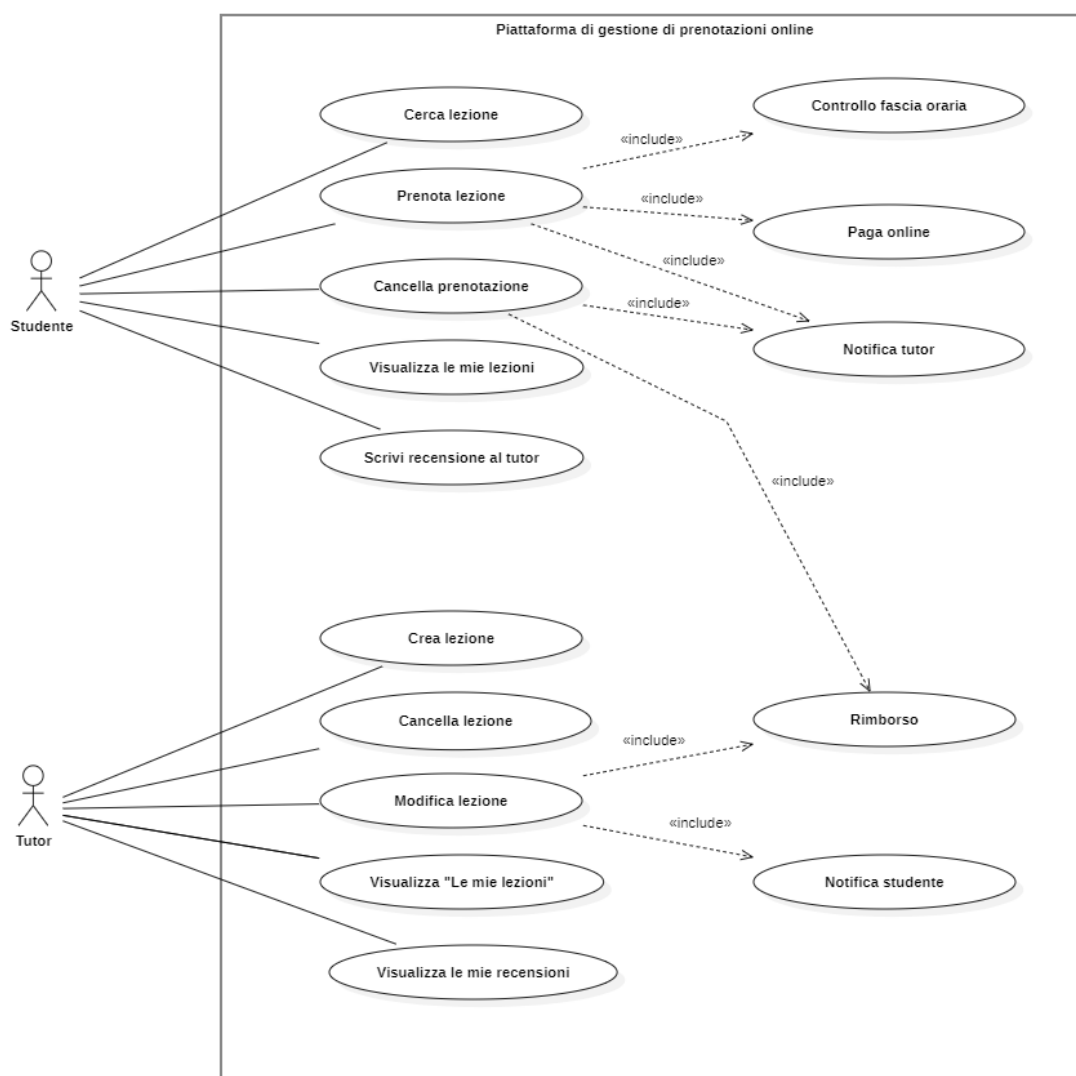 Piattaforma di gestione di prenotazioni online
Cerca lezione
Controllo fascia oraria
«include»
Prenota lezione
«include»
Paga online
«include»
Studente
Cancella prenotazione
«include»
Notifica tutor
Visualizza le mie lezioni
Scrivi recensione al tutor
«include»
Crea lezione
Cancella lezione
Rimborso
«include»
Tutor
Modifica lezione
«include»
Visualizza "Le mie lezioni"
Notifica studente
Visualizza le mie recensioni